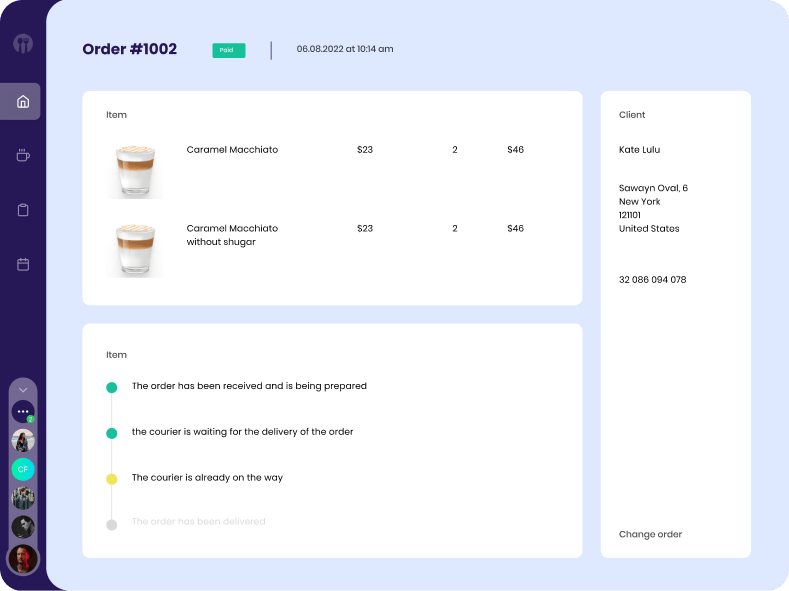 Order #1002
Paid
06.08.2022 at 10:14 am
Item
Caramel Macchiato
$23
2
$46
Caramel Macchiato
without shugar
$23
2
$46
Client
Kate Lulu
Sawayn Oval, 6
New York
121101
United States
32 086 094 078
Change order
Item
The order has been received and is being prepared
the courier is waiting for the delivery of the order
The courier is already on the way
The order has been delivered
CF